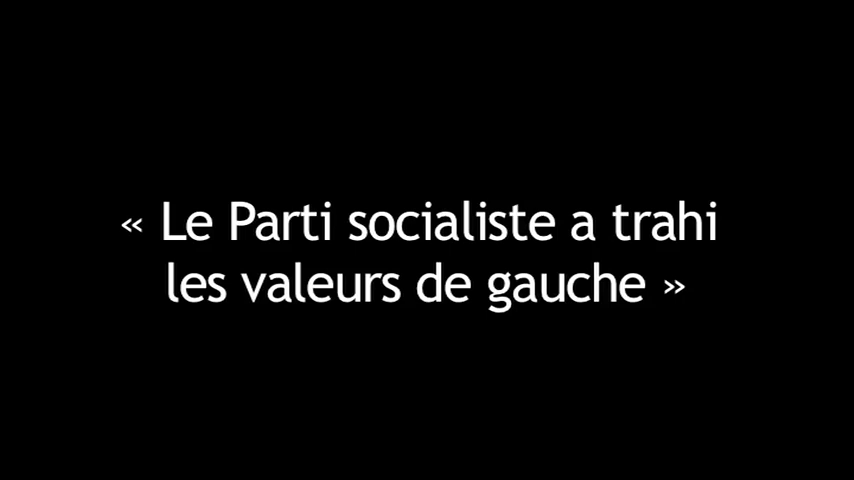 « Le Parti socialiste a trahi
les valeurs de gauche »